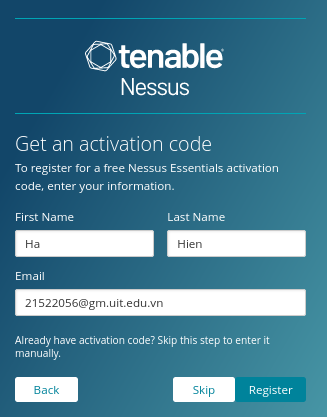 tenable
Nessus
Get an activation code
To register for a free Nessus Essentials activation
code, enter your information.
First Name Last Name
Ha Hien
Email
21522056@gm.uit.edu.vn
Already have activation code? Skip this step to enter it
manually.
Back Skip Register